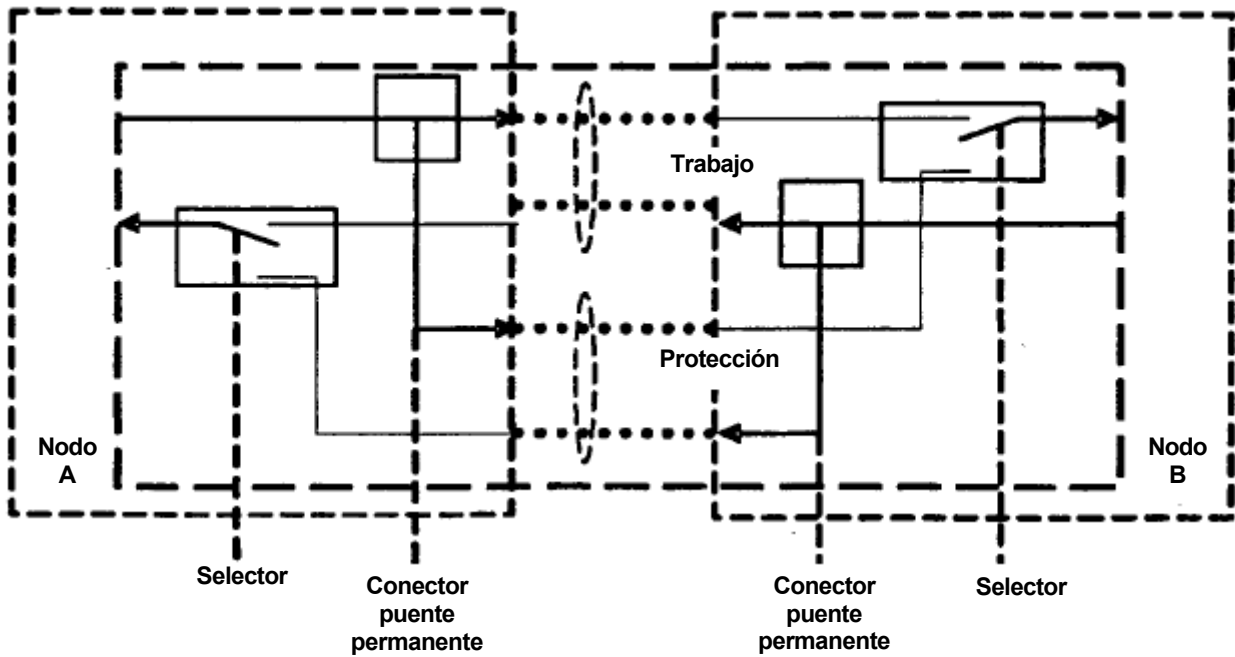 Trabajo
Protección
Nodo
A
Nodo
B
Selector
Conector
puente
permanente
Conector
puente
permanente
Selector